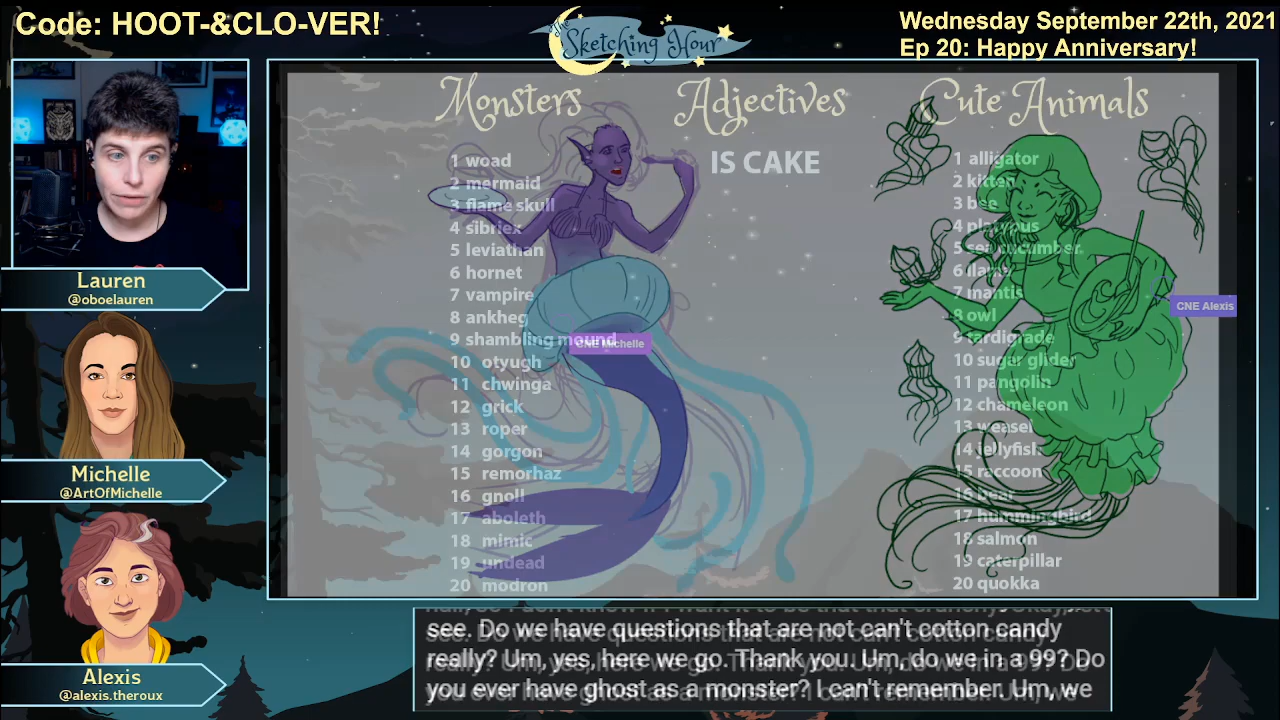 Code: HOOT-&CLO-VER!
The
Sketching Hour
Wednesday September 22th, 2021
Ep 20: Happy Anniversary!
Monsters
1 woad
2 mermaid
3 flame skull
4 sibriex
5 leviathan
6 hornet
7 vampire
8 ankheg
9 shambling mound
10 otyugh
11 chwinga
12 grick
13 roper
14 gorgon
15 remorhaz
16 gnoll
17 aboleth
18 mimic
19 undead
20 modron
CNE Michelle
Adjectives
IS CAKE
Cute Animals
1 alligator
2 kitten
3 bee
4 platypus
5 sea cucumber
6 llama
7 mantis
8 owl
9 tardigrade
10 sugar glider
11 pangolin
12 chameleon
13 weasel
14 jellyfish
15 raccoon
16 bear
17 hummingbird
18 salmon
19 caterpillar
20 quokka
CNE Alexis
Lauren
@oboelauren
Michelle
@ArtOfMichelle
Alexis
@alexis.theroux
see. Do we have questions that are not can't cotton candy
really? Um, yes, here we go. Thank you. Um, do we in a 99? Do
you ever have ghost as a monster? I can't remember. Um, we